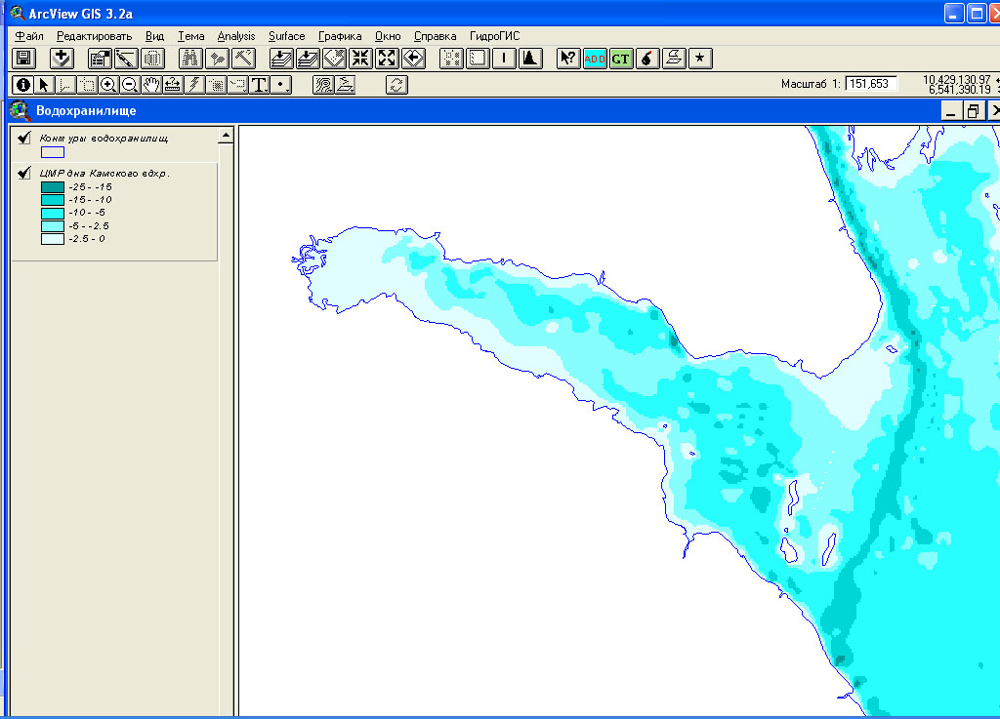 ArcView GIS 3.2a
Файл Редактировать Вид Тема Analysis Surface Графика Окно Справка ГидроГИС
ADD GT
T Масштаб 1: 151,653 10,429,130.97
6,541,390.19
Водохранилище
Контуры водохранилищ
ЦМР дна Камского вдхр.
-25 - -15
-15 - -10
-10 - -5
-5 - -2.5
-2.5 - 0